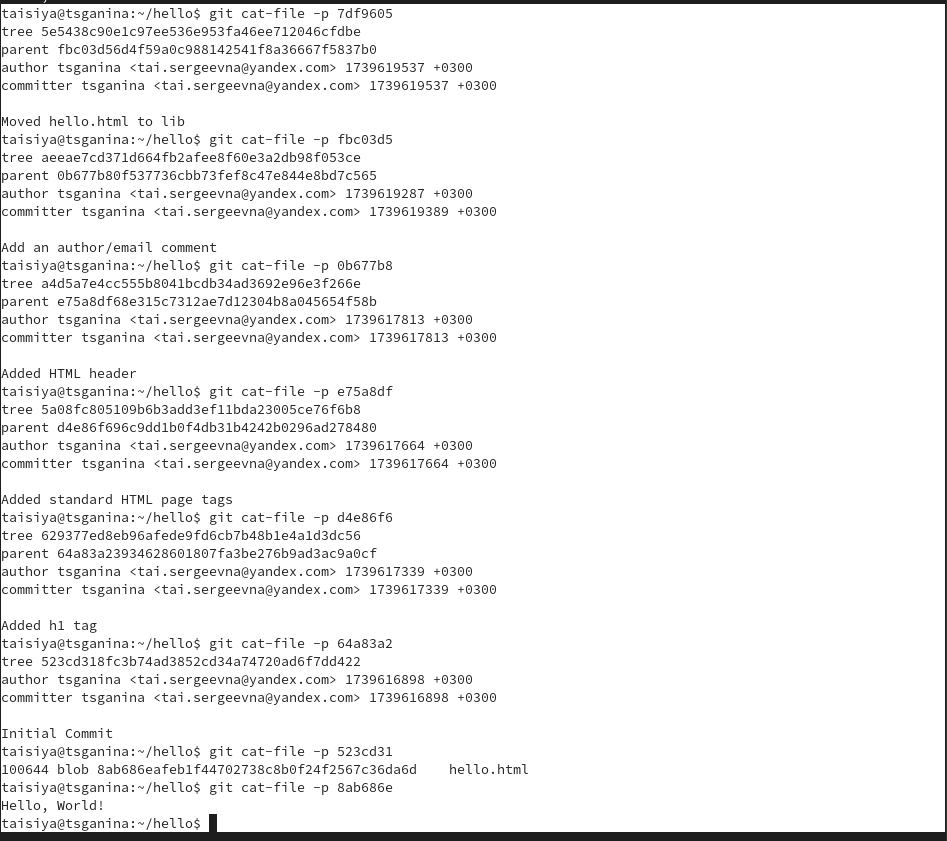 taisiya@tsganina:~/hello$ git cat-file -p 7df9605
tree 5e5438c90e1c97ee536e953fa46ee712046cfdbe
parent fbc03d56d4f59a0c988142541f8a36667f5837b0
author tsganina <tai.sergeevna@yandex.com> 1739619537 +0300
committer tsganina <tai.sergeevna@yandex.com> 1739619537 +0300

Moved hello.html to lib
taisiya@tsganina:~/hello$ git cat-file -p fbc03d5
tree aeeae7cd371d664fb2afee8f60e3a2db98f053ce
parent 0b677b80f537736cbb73fef8c47e844e8bd7c565
author tsganina <tai.sergeevna@yandex.com> 1739619287 +0300
committer tsganina <tai.sergeevna@yandex.com> 1739619389 +0300

Add an author/email comment
taisiya@tsganina:~/hello$ git cat-file -p 0b677b8
tree a4d5a7e4cc555b8041bcdb34ad3692e96e3f266e
parent e75a8df68e315c7312ae7d12304b8a045654f58b
author tsganina <tai.sergeevna@yandex.com> 1739617813 +0300
committer tsganina <tai.sergeevna@yandex.com> 1739617813 +0300

Added HTML header
taisiya@tsganina:~/hello$ git cat-file -p e75a8df
tree 5a08fc805109b6b3add3ef11bda23005ce76f6b8
parent d4e86f696c9dd1b0f4db31b4242b0296ad278480
author tsganina <tai.sergeevna@yandex.com> 1739617664 +0300
committer tsganina <tai.sergeevna@yandex.com> 1739617664 +0300

Added standard HTML page tags
taisiya@tsganina:~/hello$ git cat-file -p d4e86f6
tree 629377ed8eb96afede9fd6cb7b48b1e4a1d3dc56
parent 64a83a23934628601807fa3be276b9ad3ac9a0cf
author tsganina <tai.sergeevna@yandex.com> 1739617339 +0300
committer tsganina <tai.sergeevna@yandex.com> 1739617339 +0300

Added h1 tag
taisiya@tsganina:~/hello$ git cat-file -p 64a83a2
tree 523cd318fc3b74ad3852cd34a74720ad6f7dd422
author tsganina <tai.sergeevna@yandex.com> 1739616898 +0300
committer tsganina <tai.sergeevna@yandex.com> 1739616898 +0300

Initial Commit
taisiya@tsganina:~/hello$ git cat-file -p 523cd31
100644 blob 8ab686eafeb1f44702738c8b0f24f2567c36da6d    hello.html
taisiya@tsganina:~/hello$ git cat-file -p 8ab686e
Hello, World!
taisiya@tsganina:~/hello$